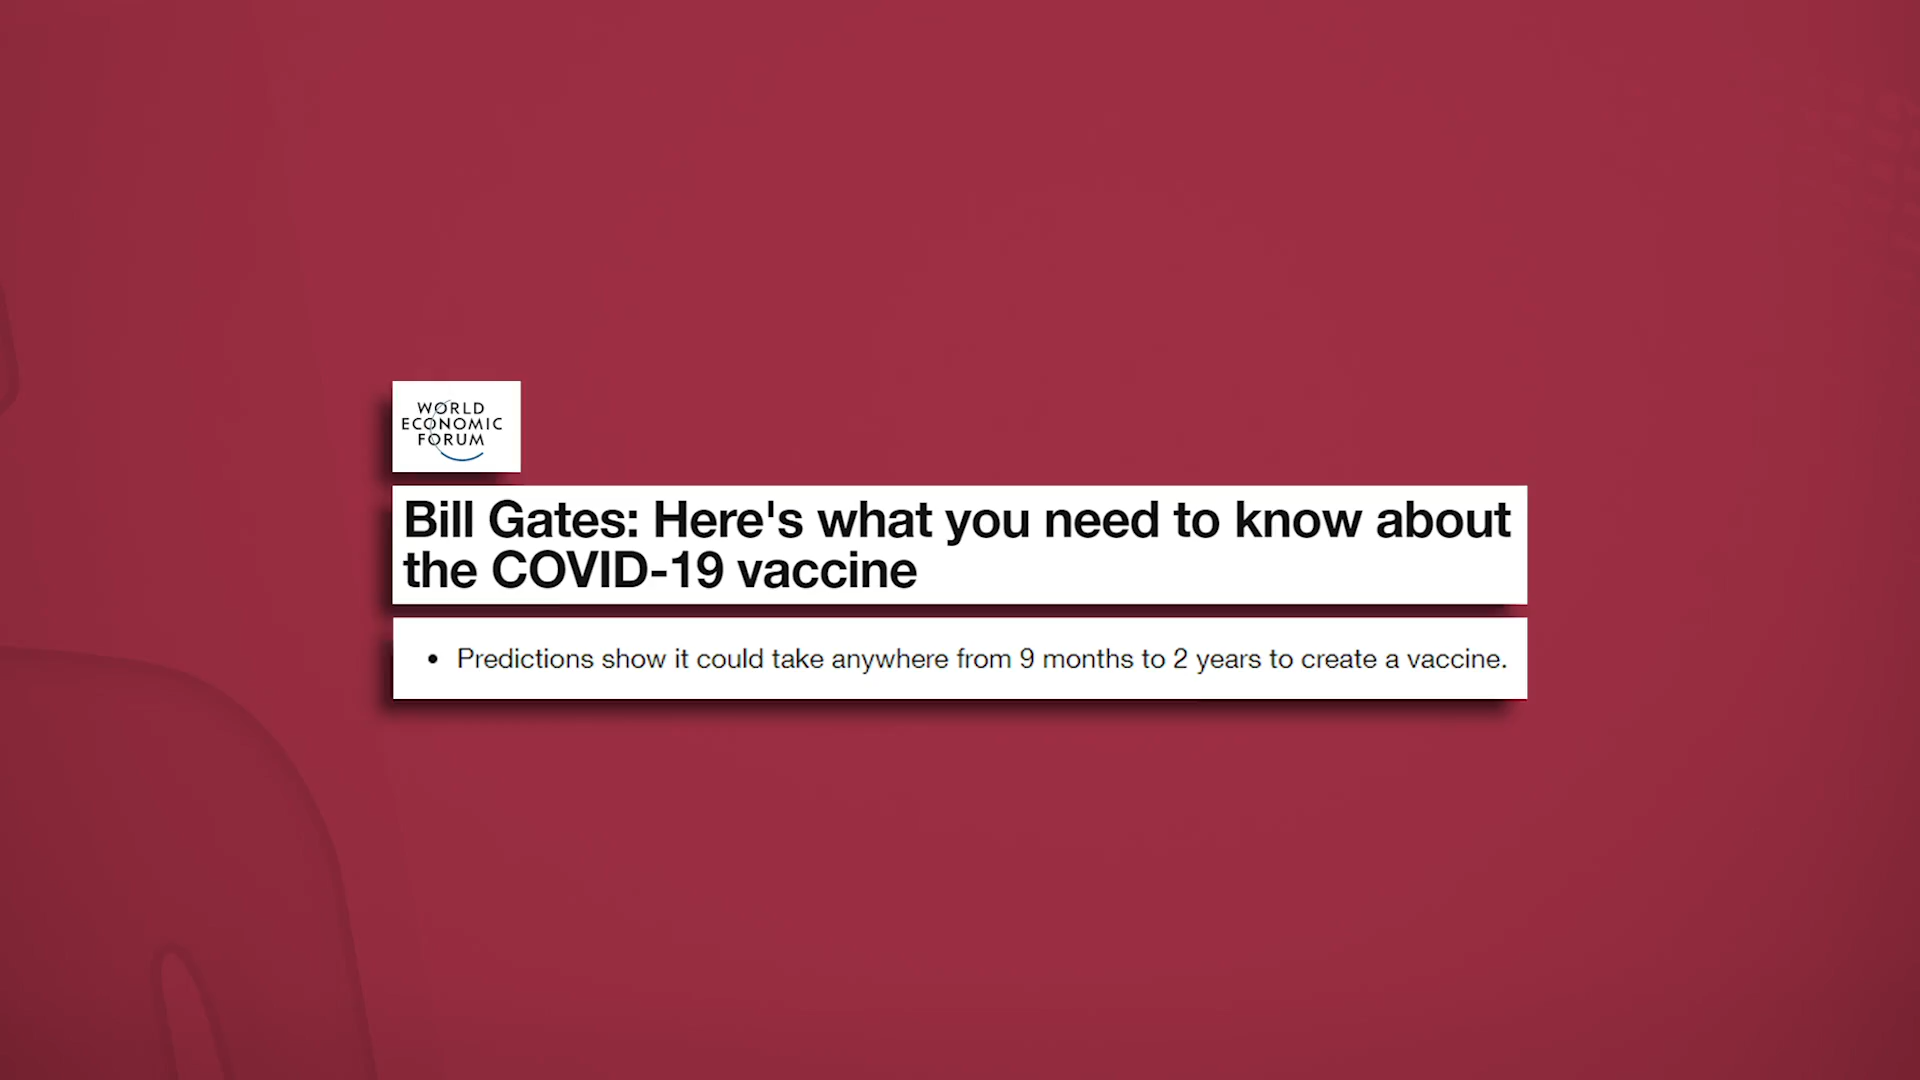 WORLD
ECONOMIC
FORUM
Bill Gates: Here's what you need to know about
the COVID-19 vaccine
• Predictions show it could take anywhere from 9 months to 2 years to create a vaccine.